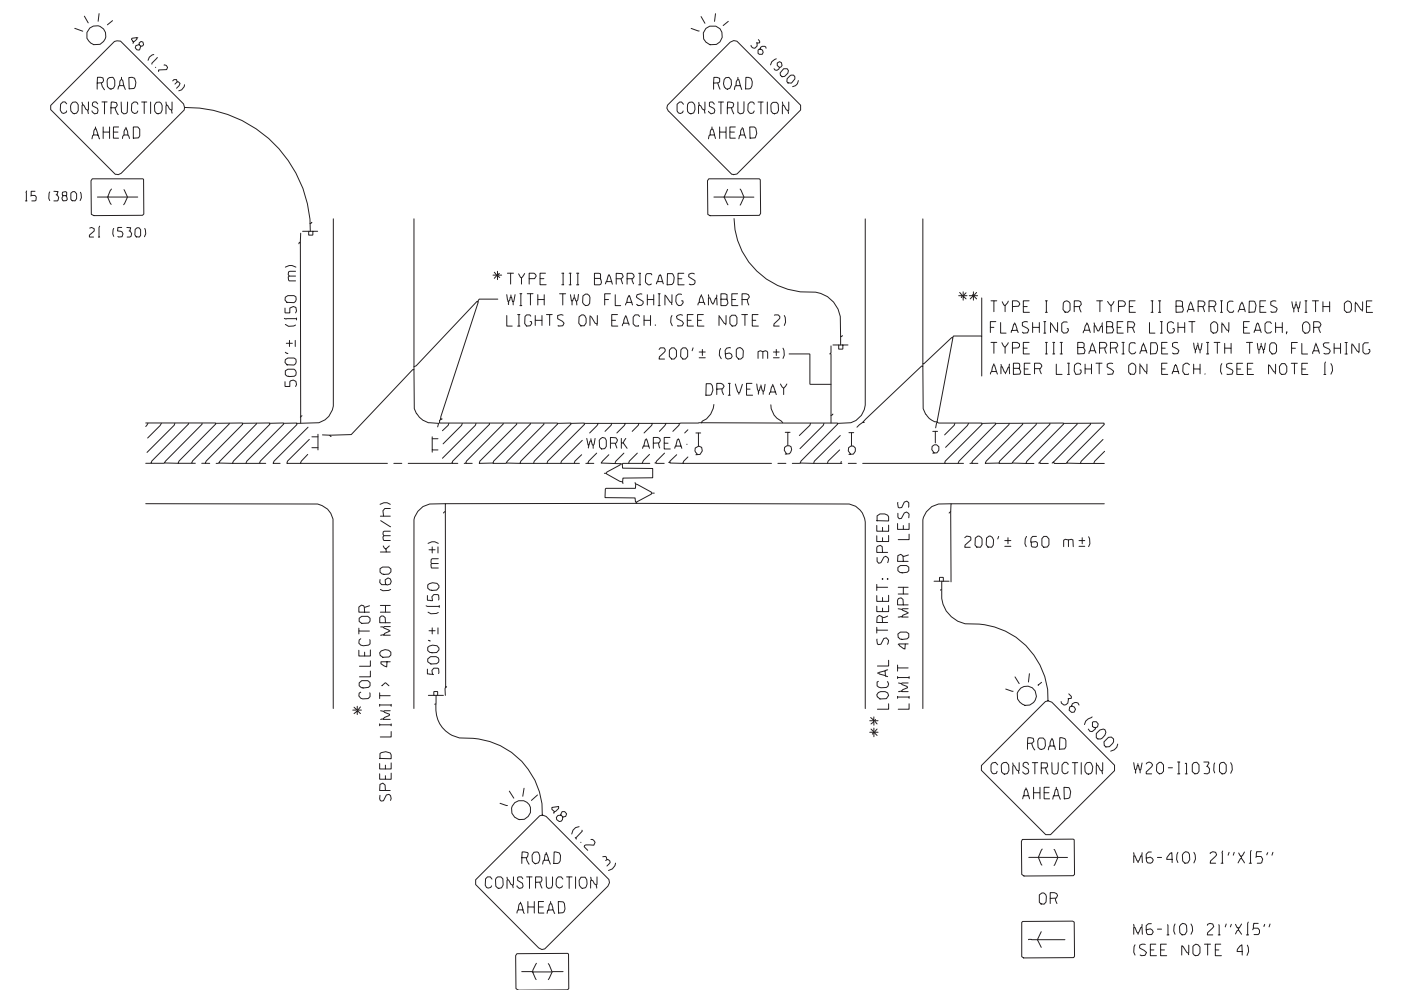 48 (1.2 m)
ROAD
CONSTRUCTION
AHEAD
15 (380)
21 (530)
36 (900)
ROAD
CONSTRUCTION
AHEAD
500'± (150 m)
*TYPE III BARRICADES
WITH TWO FLASHING AMBER
LIGHTS ON EACH. (SEE NOTE 2)
200'± (60 m±)
DRIVEWAY
** TYPE I OR TYPE II BARRICADES WITH ONE
FLASHING AMBER LIGHT ON EACH, OR
TYPE III BARRICADES WITH TWO FLASHING
AMBER LIGHTS ON EACH. (SEE NOTE 1)
WORK AREA
* COLLECTOR
SPEED LIMIT> 40 MPH (60 km/h)
500'± (150 m±)
** LOCAL STREET: SPEED
LIMIT 40 MPH OR LESS
200'± (60 m±)
48 (1.2 m)
ROAD
CONSTRUCTION
AHEAD
36 (900)
ROAD
CONSTRUCTION
AHEAD
W20-1103(O)
M6-4(O) 21''X15''
OR
M6-1(O) 21''X15''
(SEE NOTE 4)